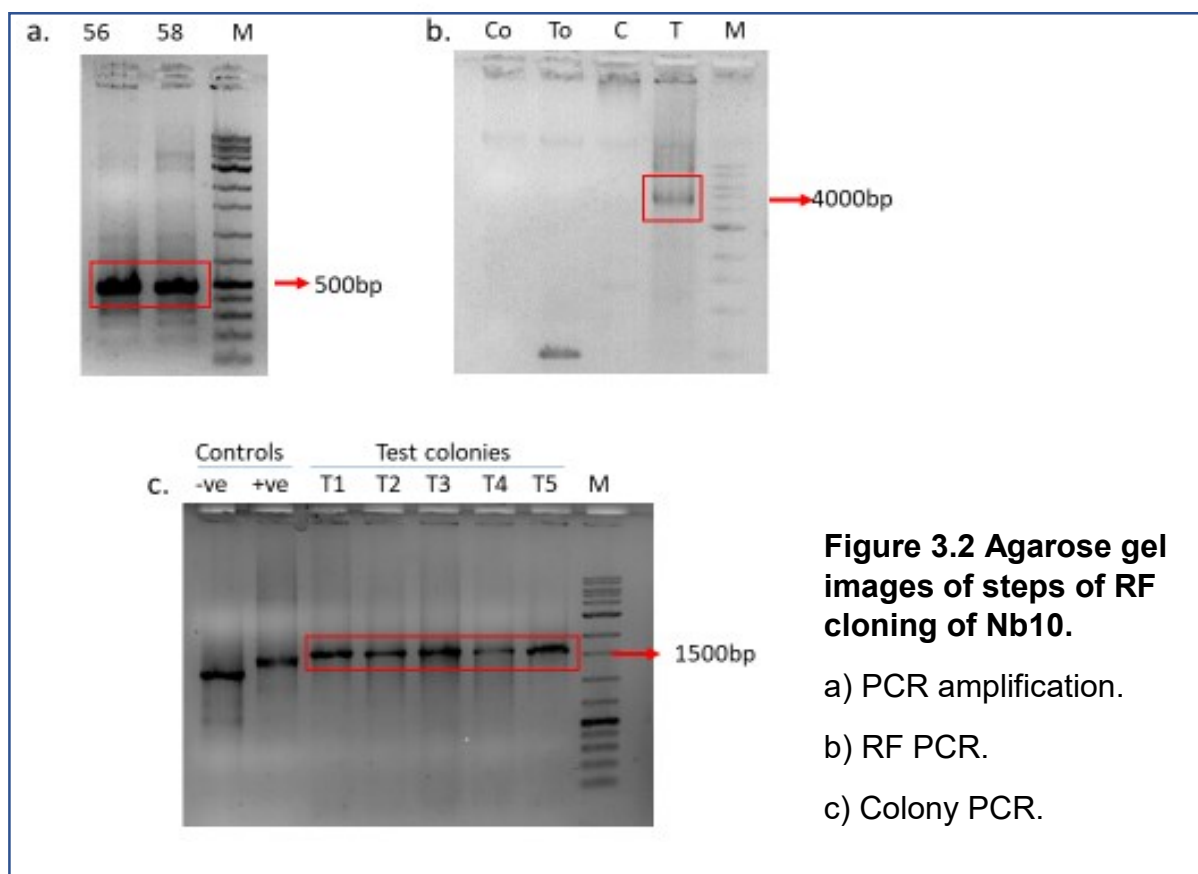 a. 56 58 M
500bp
b. Co To C T M
4000bp
Controls Test colonies
c. -ve +ve T1 T2 T3 T4 T5 M
1500bp
Figure 3.2 Agarose gel
images of steps of RF
cloning of Nb10.
a) PCR amplification.
b) RF PCR.
c) Colony PCR.